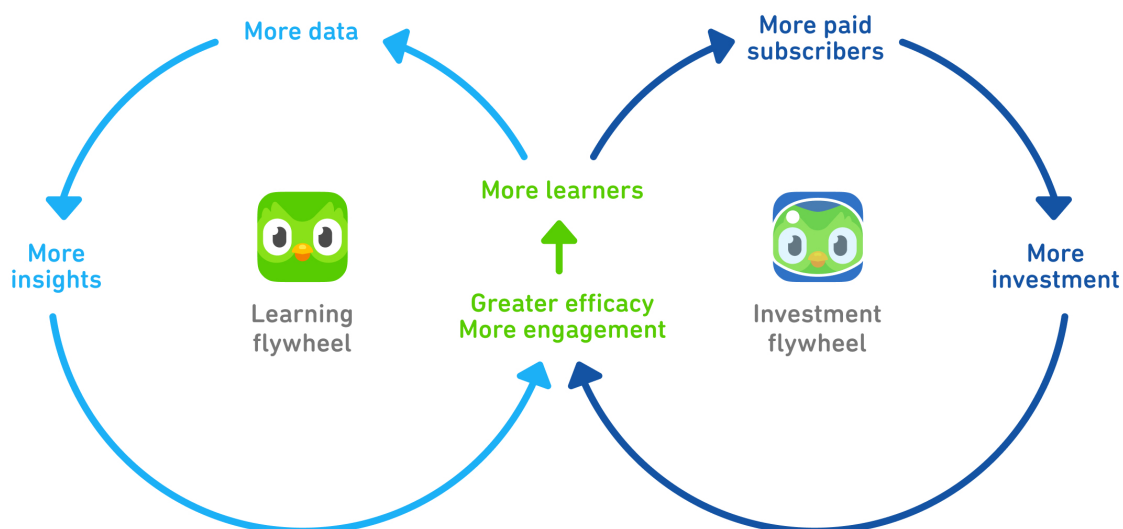 More data
More paid
subscribers
More learners
More
insights
More
investment
Learning
flywheel
Greater efficacy
More engagement
Investment
flywheel